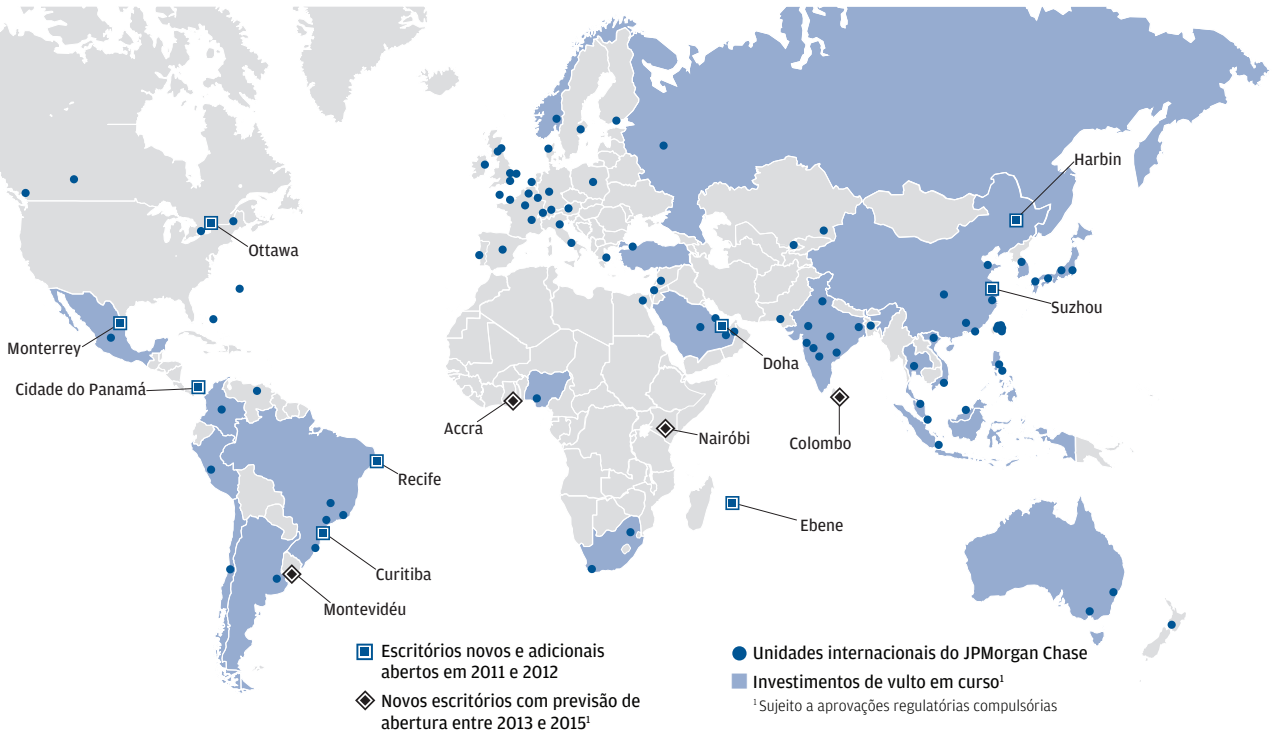 Harbin
Ottawa
Suzhou
Monterrey
Doha
Cidade do Panamá
Accra
Nairóbi
Colombo
Recife
Ebene
Curitiba
Montevidéu
Escritórios novos e adicionais
abertos em 2011 e 2012
Novos escritórios com previsão de
abertura entre 2013 e 2015¹
Unidades internacionais do JPMorgan Chase
Investimentos de vulto em curso¹
¹ Sujeito a aprovações regulatórias compulsórias